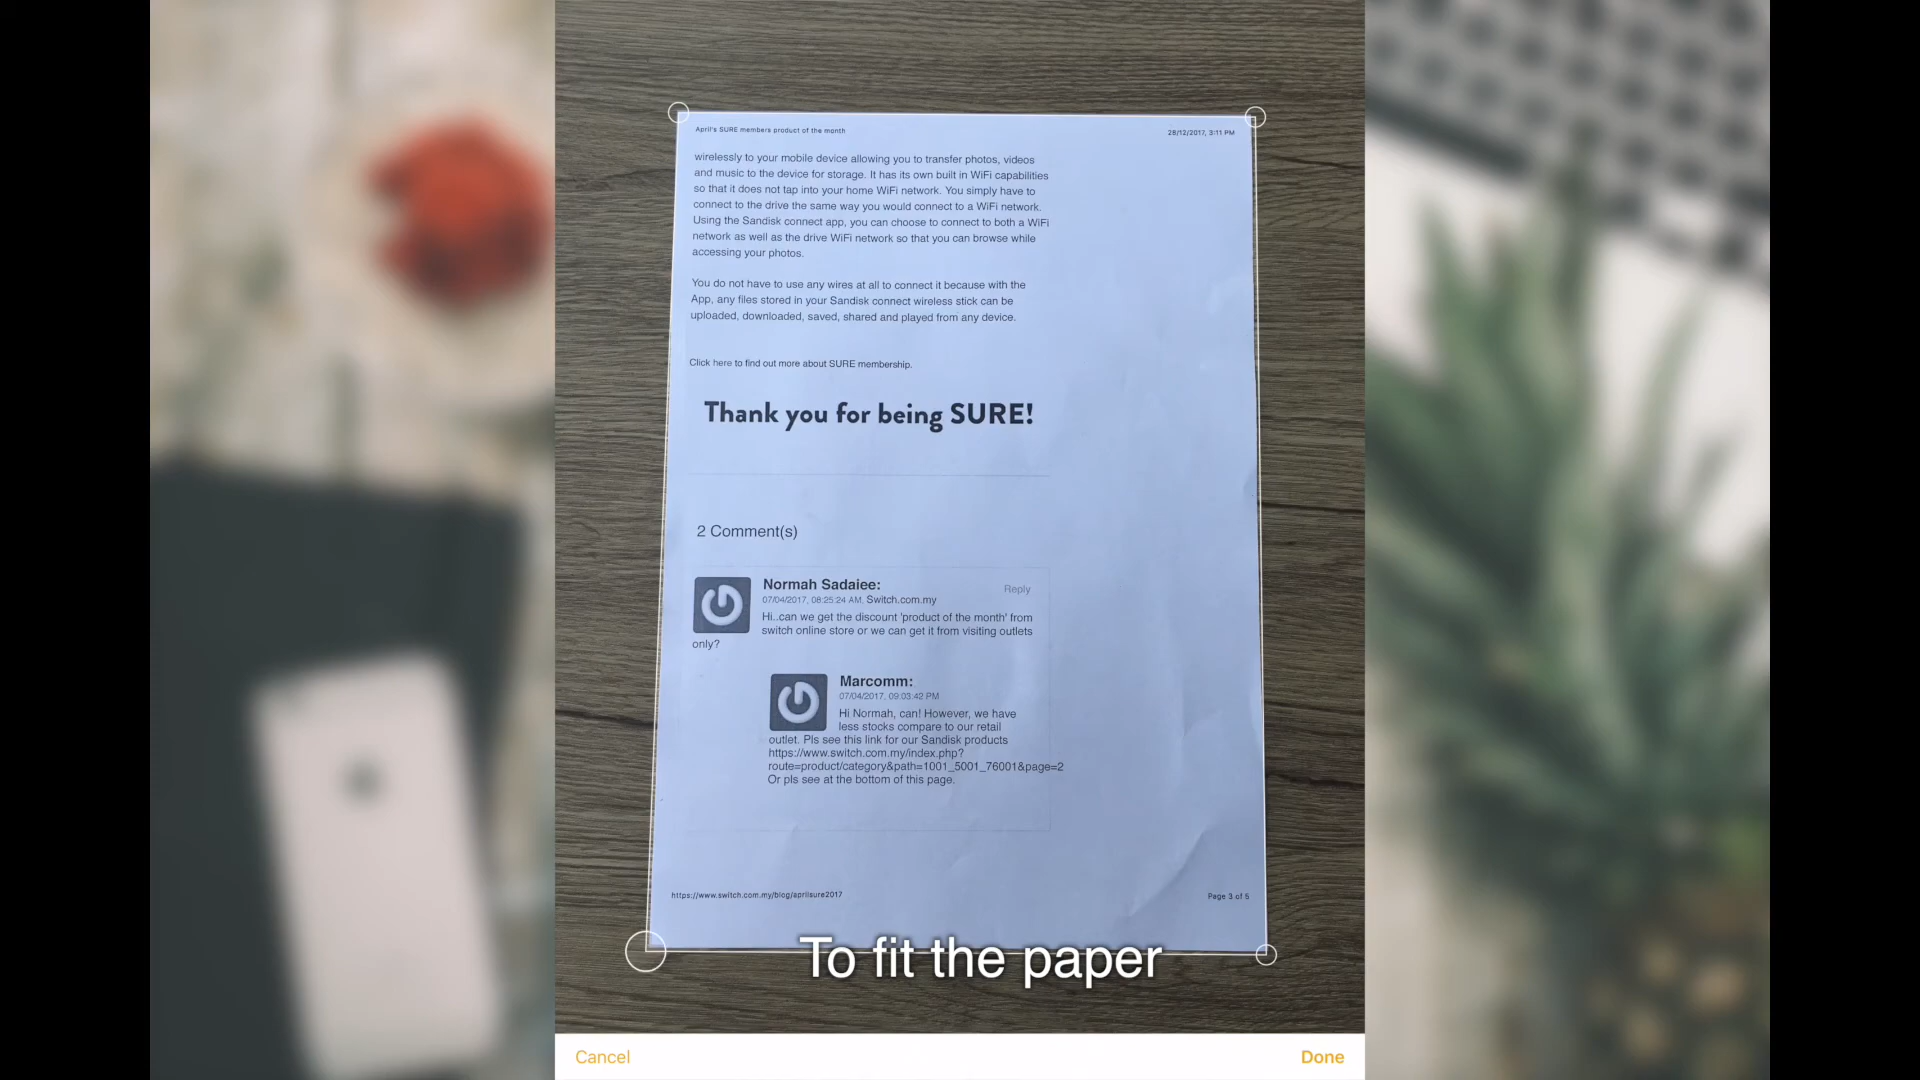 April's SURE members product of the month
28/12/2017, 3:11 PM
wirelessly to your mobile device allowing you to transfer photos, videos
and music to the device for storage. It has its own built in WiFi capabilities
so that it does not tap into your home WiFi network. You simply have to
connect to the drive the same way you would connect to a WiFi network.
Using the Sandisk connect app, you can choose to connect to both a WiFi
network as well as the drive WiFi network so that you can browse while
accessing your photos.
You do not have to use any wires at all to connect it because with the
App, any files stored in your Sandisk connect wireless stick can be
uploaded, downloaded, saved, shared and played from any device.
Click here to find out more about SURE membership.
Thank you for being SURE!
2 Comment(s)
Normah Sadaiee:
Reply
07/04/2017, 08:25:24 AM, Switch.com.my
Hi..can we get the discount 'product of the month' from
switch online store or we can get it from visiting outlets
only?
Marcomm:
07/04/2017, 09:03:42 PM
Hi Normah, can! However, we have
less stocks compare to our retail
outlet. Pls see this link for our Sandisk products
https://www.switch.com.my/index.php?
route=product/category&path=1001_5001_76001&page=2
Or pls see at the bottom of this page.
https://www.switch.com.my/blog/aprilsure2017
Page 3 of 5
To fit the paper
Cancel
Done